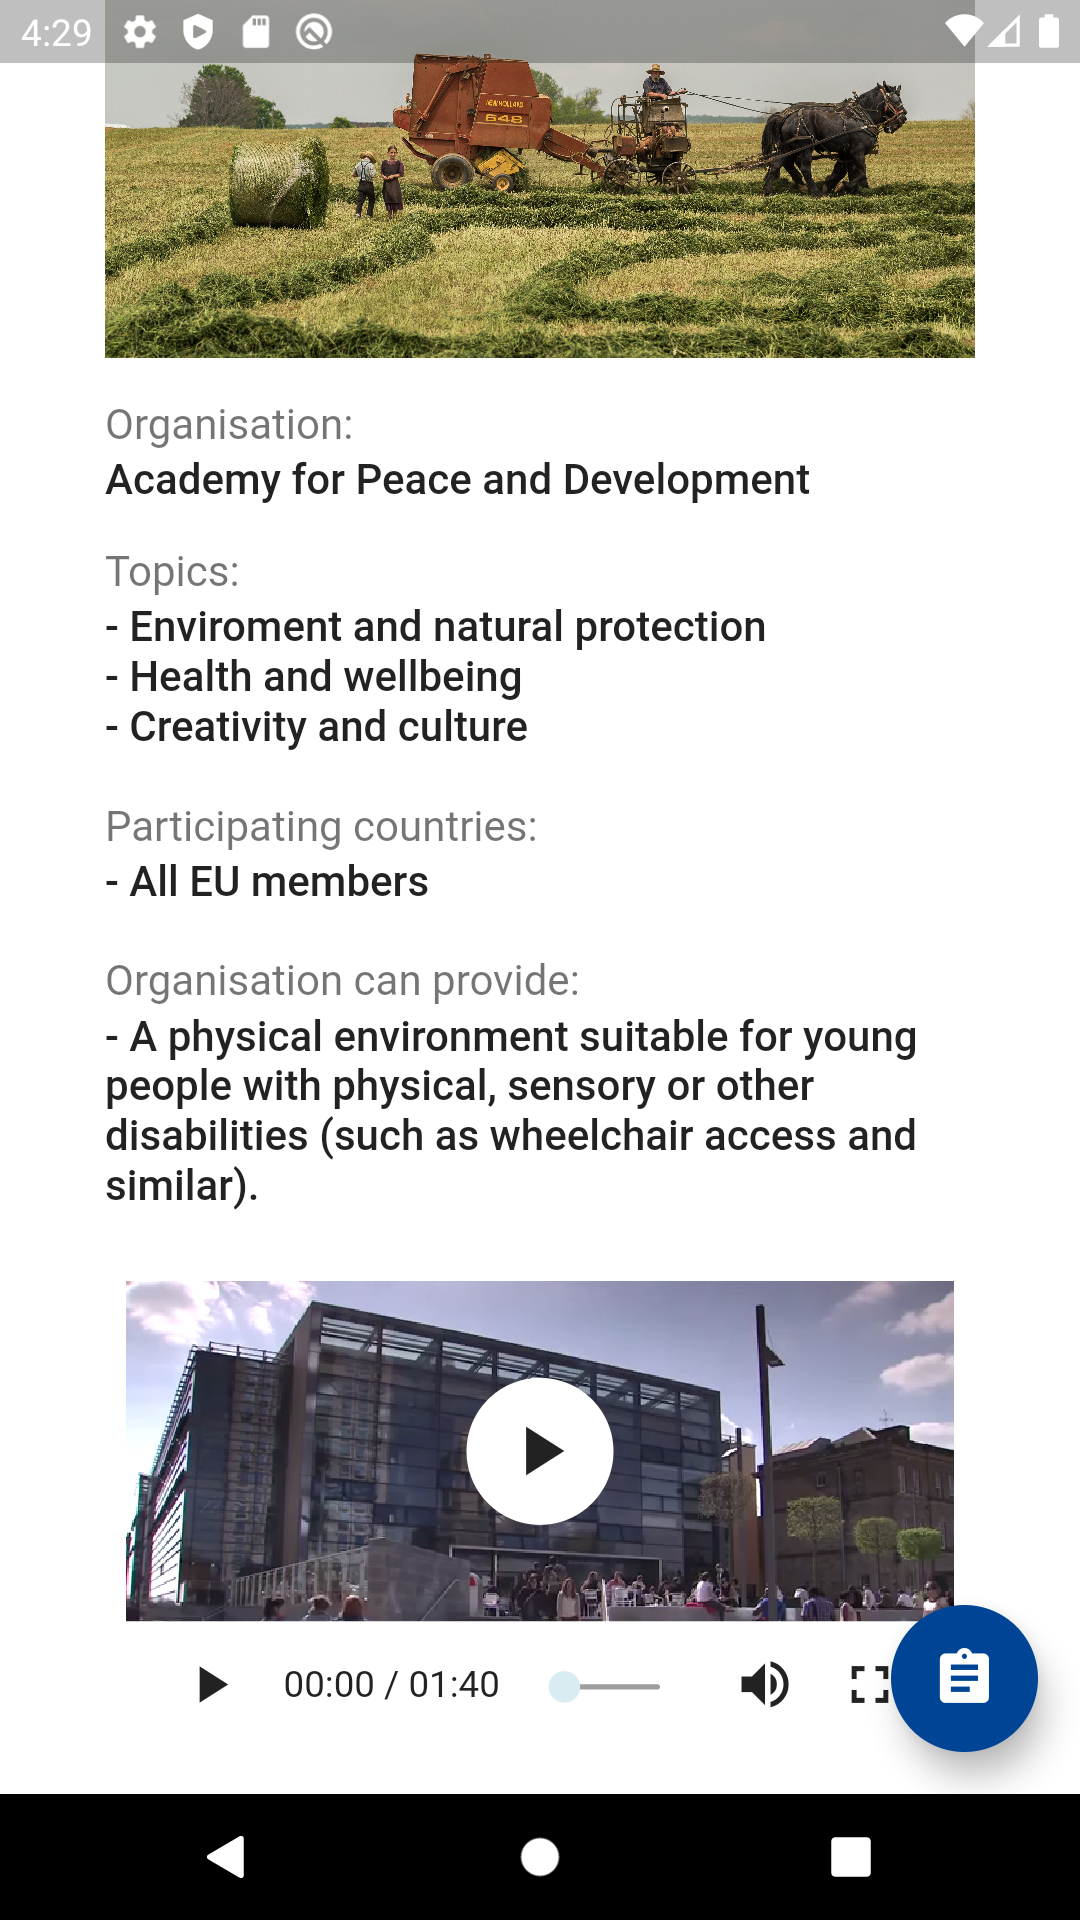 4:29
NEW HOLLAND
648
Organisation:
Academy for Peace and Development
Topics:
- Enviroment and natural protection
- Health and wellbeing
- Creativity and culture
Participating countries:
- All EU members
Organisation can provide:
- A physical environment suitable for young
people with physical, sensory or other
disabilities (such as wheelchair access and
similar).
00:00 / 01:40